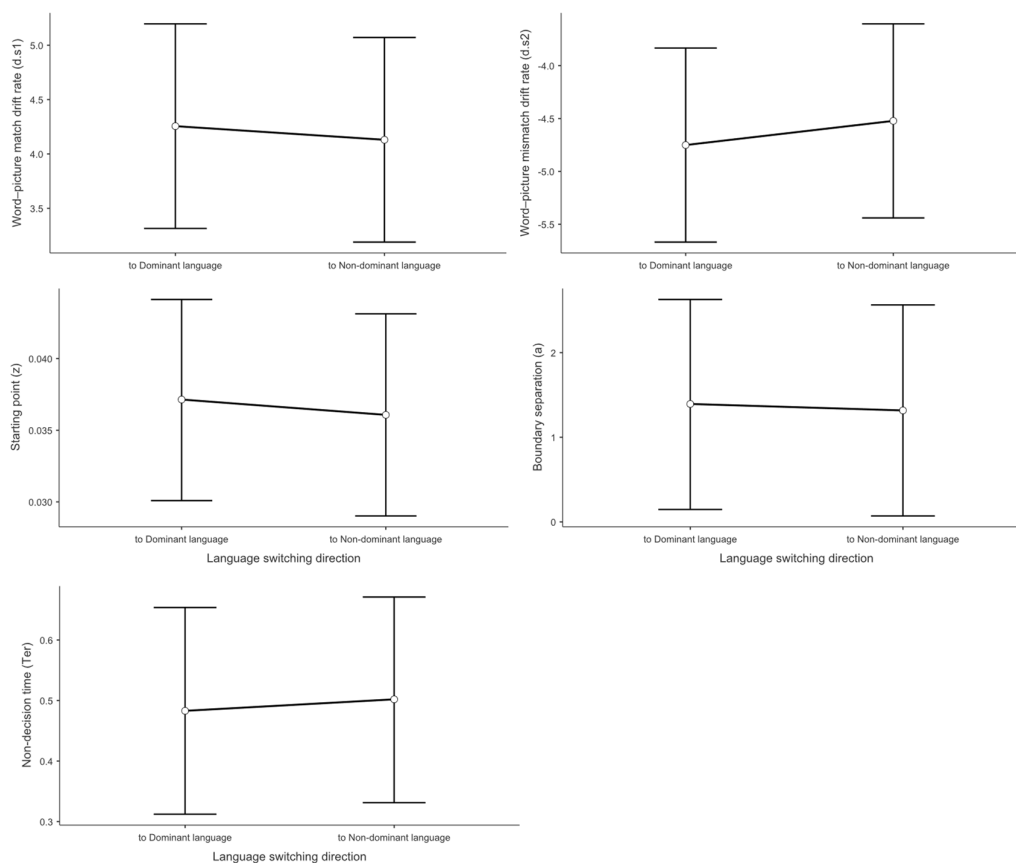 Word–picture match drift rate (d.s1)
5.0
4.5
4.0
3.5
to Dominant language
to Non-dominant language
Word–picture mismatch drift rate (d.s2)
-4.0
-4.5
-5.0
-5.5
to Dominant language
to Non-dominant language
Starting point (z)
0.040
0.035
0.030
to Dominant language
to Non-dominant language
Language switching direction
Boundary separation (a)
2
1
0
to Dominant language
to Non-dominant language
Language switching direction
Non-decision time (Ter)
0.6
0.5
0.4
0.3
to Dominant language
to Non-dominant language
Language switching direction